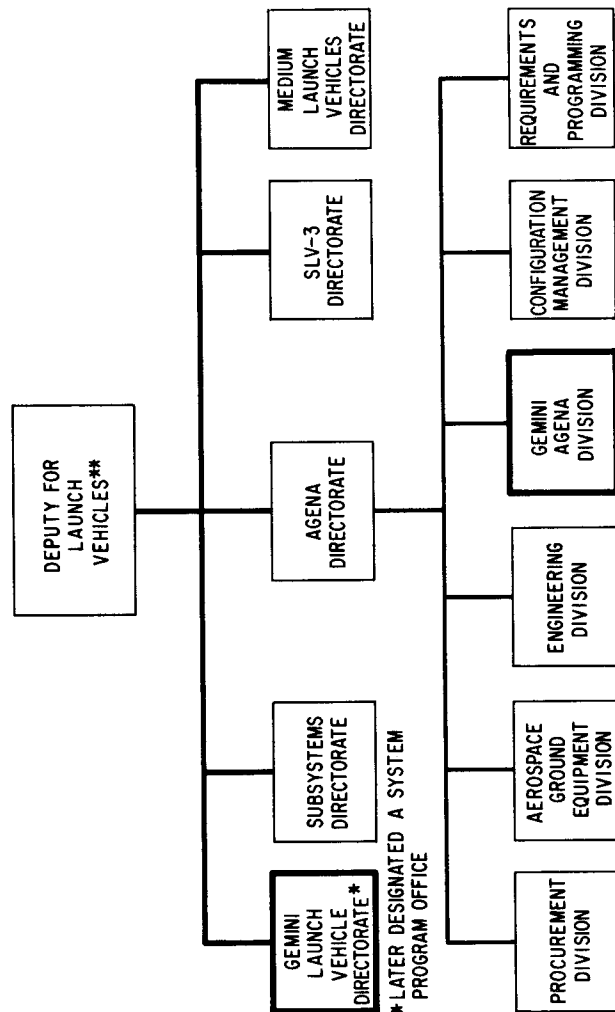 DEPUTY FOR
LAUNCH
VEHICLES**
GEMINI
LAUNCH
VEHICLE
DIRECTORATE*
SUBSYSTEMS
DIRECTORATE
AGENA
DIRECTORATE
SLV-3
DIRECTORATE
MEDIUM
LAUNCH
VEHICLES
DIRECTORATE
*LATER DESIGNATED A SYSTEM
PROGRAM OFFICE
PROCUREMENT
DIVISION
AEROSPACE
GROUND
EQUIPMENT
DIVISION
ENGINEERING
DIVISION
GEMINI
AGENA
DIVISION
CONFIGURATION
MANAGEMENT
DIVISION
REQUIREMENTS
AND
PROGRAMMING
DIVISION